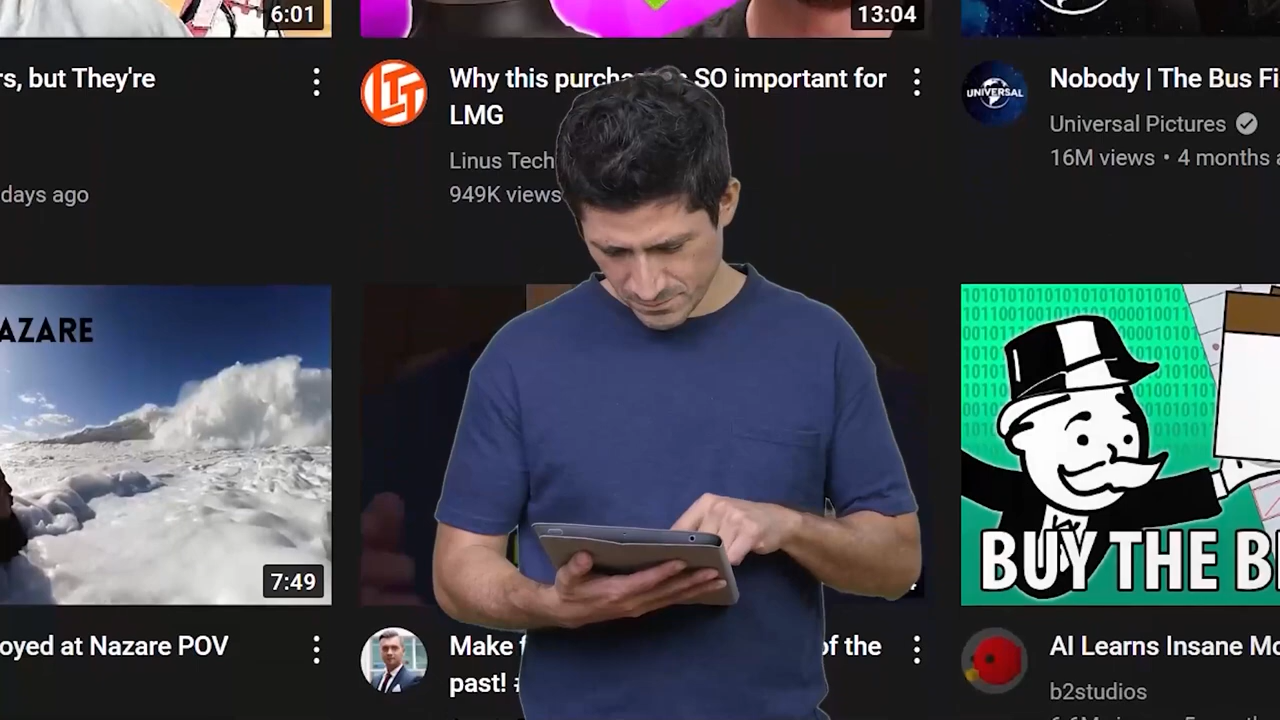 6:01
13:04
rs, but They're
days ago
LTT
Why this SO important for
LMG
Linus Tech
949K views
UNIVERSAL
Nobody | The Bus Fi
Universal Pictures
16M views • 4 months a
AZARE
7:49
oyed at Nazare POV
Make of the
past!
BUY THE B
AI Learns Insane Mo
b2studios